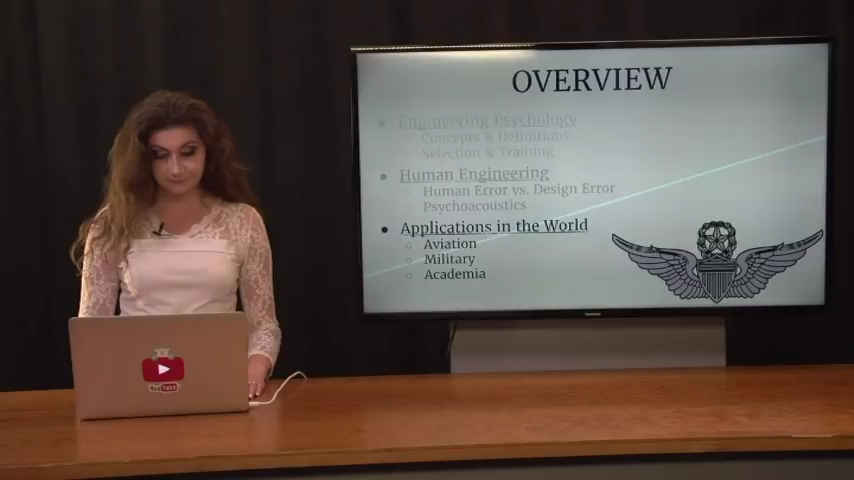 OVERVIEW
Engineering Psychology
Concepts & Definitions
Selection & Training
Human Engineering
Human Error vs. Design Error
Psychoacoustics
Applications in the World
Aviation
Military
Academia
YouTube